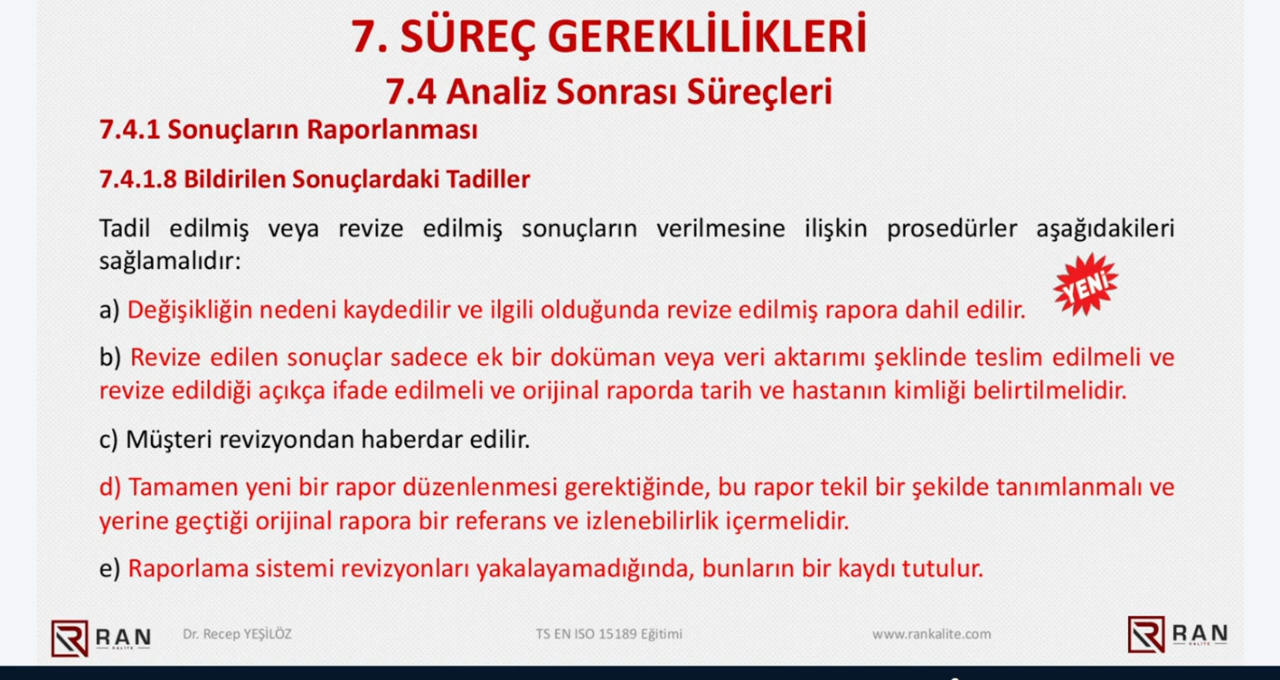 7. SÜREÇ GEREKLİLİKLERİ
7.4 Analiz Sonrası Süreçleri
7.4.1 Sonuçların Raporlanması
7.4.1.8 Bildirilen Sonuçlardaki Tadiller
Tadil edilmiş veya revize edilmiş sonuçların verilmesine ilişkin prosedürler aşağıdakileri
sağlamalıdır:
YENİ
a) Değişikliğin nedeni kaydedilir ve ilgili olduğunda revize edilmiş rapora dahil edilir.
b) Revize edilen sonuçlar sadece ek bir doküman veya veri aktarımı şeklinde teslim edilmeli ve
revize edildiği açıkça ifade edilmeli ve orijinal raporda tarih ve hastanın kimliği belirtilmelidir.
c) Müşteri revizyondan haberdar edilir.
d) Tamamen yeni bir rapor düzenlenmesi gerektiğinde, bu rapor tekil bir şekilde tanımlanmalı ve
yerine geçtiği orijinal rapora bir referans ve izlenebilirlik içermelidir.
e) Raporlama sistemi revizyonları yakalayamadığında, bunların bir kaydı tutulur.
RAN
KALİTE
Dr. Recep YEŞİLÖZ
TS EN ISO 15189 Eğitimi
www.rankalite.com
RAN
KALİTE